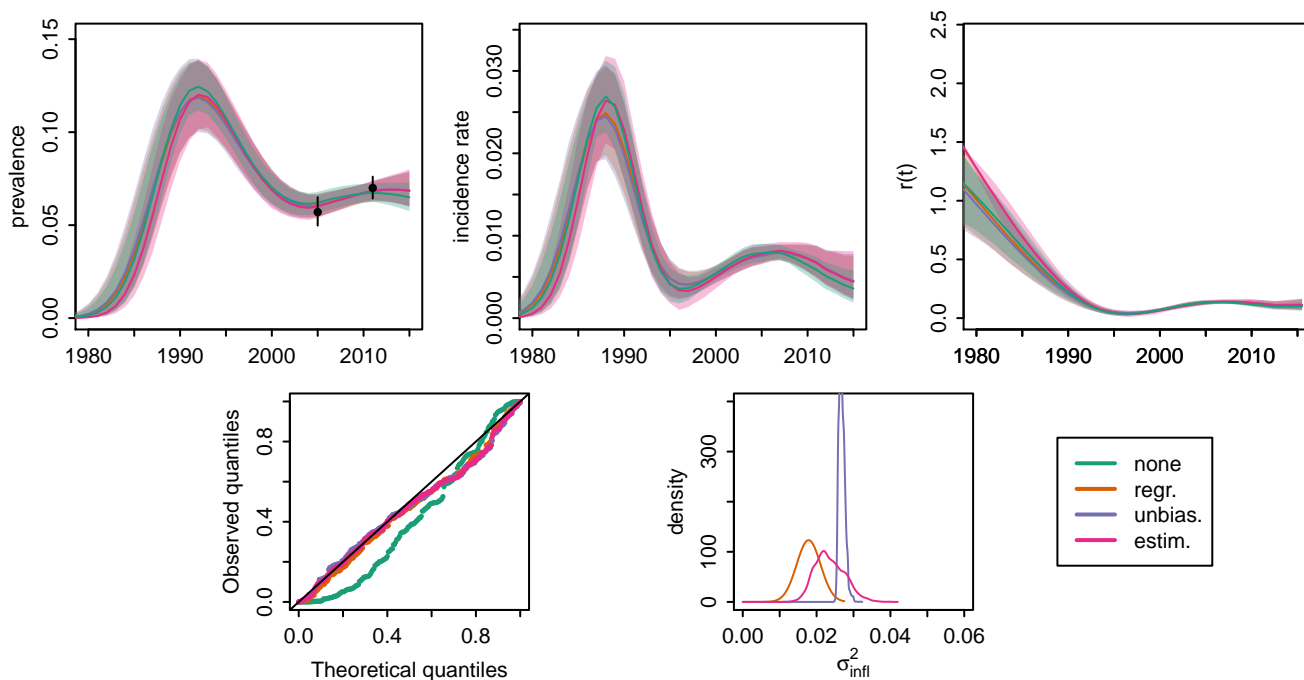 prevalence
0.00 0.05 0.10 0.15
1980 1990 2000 2010
incidence rate
0.000 0.010 0.020 0.030
1980 1990 2000 2010
r(t)
0.0 0.5 1.0 1.5 2.0 2.5
1980 1990 2000 2010
Observed quantiles
0.0 0.4 0.8
0.0 0.4 0.8
Theoretical quantiles
density
0 100 300
0.00 0.02 0.04 0.06
σ²infl
none
regr.
unbias.
estim.